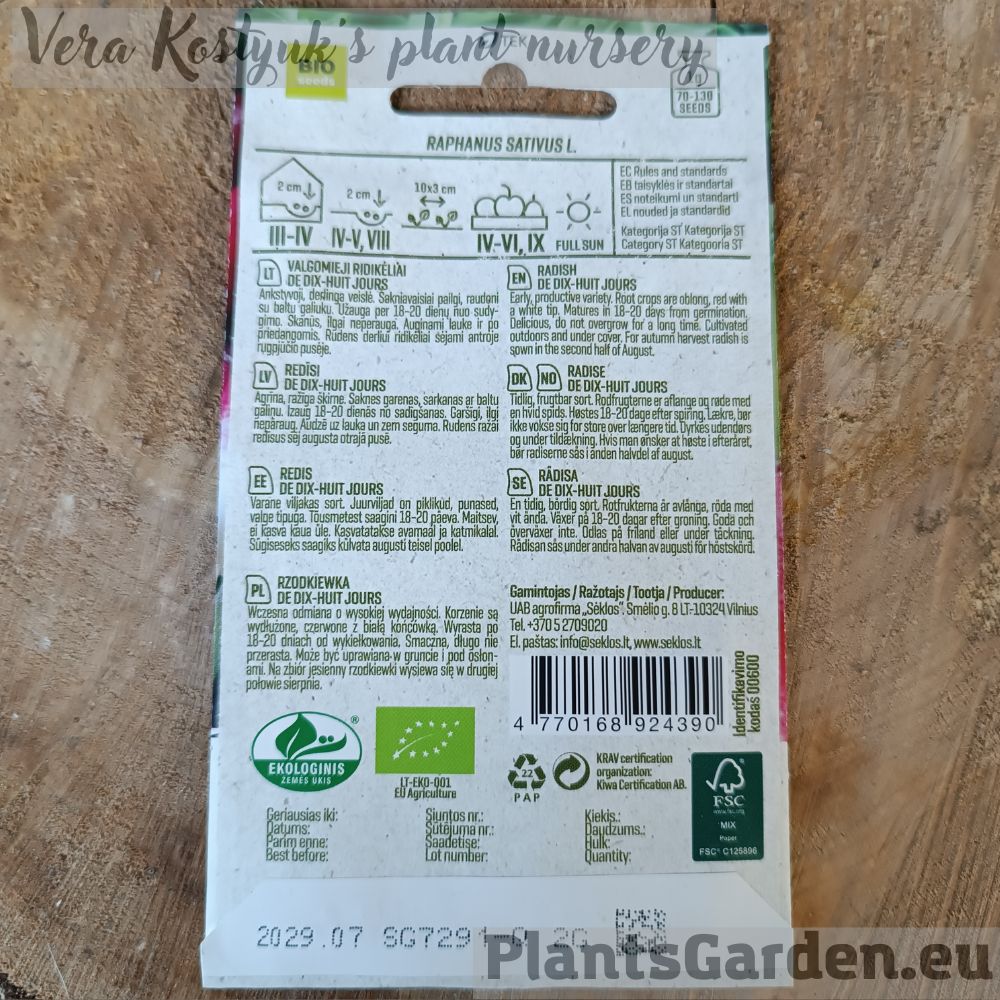 Vera Kostyuk's plant nursery
BIO
seeds
70-130
SEEDS
RAPHANUS SATIVUS L.
2 cm
2 cm
10x3 cm
III-IV
IV-V, VIII
IV-VI, IX
FULL SUN
EC Rules and standards
EB taisyklės ir standartai
ES noteikumi un standarti
EL nouded ja standardid
Kategorija ST Kategorija ST
Category ST Kategooria ST
LT
VALGOMIEJI RIDIKĖLIAI
DE DIX-HUIT JOURS
Ankstyvoji, derlinga veislė. Šakniavaisiai pailgi, raudoni
su baltu galiuku. Užauga per 18-20 dienų nuo sudy-
gimo. Skanūs, ilgai neperauga. Auginami lauke ir po
priedangomis. Rudens derliui ridikėliai sėjami antroje
rugpjūčio pusėje.
EN
RADISH
DE DIX-HUIT JOURS
Early, productive variety. Root crops are oblong, red with
a white tip. Matures in 18-20 days from germination.
Delicious, do not overgrow for a long time. Cultivated
outdoors and under cover. For autumn harvest radish is
sown in the second half of August.
LV
REDĪSI
DE DIX-HUIT JOURS
Agrīna, ražīga šķirne. Saknes garenas, sarkanas ar baltu
galiņu. Izaug 18-20 dienās no sadīgšanas. Garšīgi, ilgi
nepāraug. Audzē uz lauka un zem seguma. Rudens ražai
redīsus sēj augusta otrajā pusē.
DK
NO
RADISE
DE DIX-HUIT JOURS
Tidlig, frugtbar sort. Rodfrugterne er aflange og røde med
en hvid spids. Høstes 18-20 dage efter spiring. Lækre, bør
ikke vokse sig for store over længere tid. Dyrkes udendørs
og under tildækning. Hvis man ønsker at høste i efteråret,
bør radiserne sås i anden halvdel af august.
EE
REDIS
DE DIX-HUIT JOURS
Varane viljakas sort. Juurviljad on piklikud, punased,
valge tipuga. Tõusmetest saagini 18-20 päeva. Maitsev,
ei kasva kaua üle. Kasvatatakse avamaal ja katmikalal.
Sügiseseks saagiks külvata augusti teisel poolel.
SE
RÄDISA
DE DIX-HUIT JOURS
En tidig, bördig sort. Rotfrukterna är avlånga, röda med
vit ända. Växer på 18-20 dagar efter groning. Goda och
överväxer inte. Odlas på friland eller under täckning.
Rädisan sås under andra halvan av augusti för höstskörd.
PL
RZODKIEWKA
DE DIX-HUIT JOURS
Wczesna odmiana o wysokiej wydajności. Korzenie są
wydłużone, czerwone z białą końcówką. Wyrasta po
18-20 dniach od wykiełkowania. Smaczna, długo nie
przerasta. Może być uprawiana w gruncie i pod osłon-
ami. Na zbiór jesienny rzodkiewki wysiewa się w drugiej
połowie sierpnia.
Gamintojas / Ražotajs / Tootja / Producer:
UAB agrofirma „Sėklos". Smėlio g. 8 LT-10324 Vilnius
Tel. +370 5 2709020
El. paštas: info@seklos.lt, www.seklos.lt
4 770168 924390
Identifikavimo
kodas 00600
EKOLOGINIS
ŽEMĖS ŪKIS
®
LT-EKO-001
EU Agriculture
22
PAP
KRAV certification
organization:
Kiwa Certification AB.
FSC
www.fsc.org
MIX
Paper
FSC® C125896
Geriausias iki:
Datums:
Parim enne:
Best before:
Siuntos nr.:
Sūtījuma nr.:
Saadetise:
Lot number:
Kiekis.:
Daudzums.:
Hulk:
Quantity:
2029.07 SG7291
2G
PlantsGarden.eu